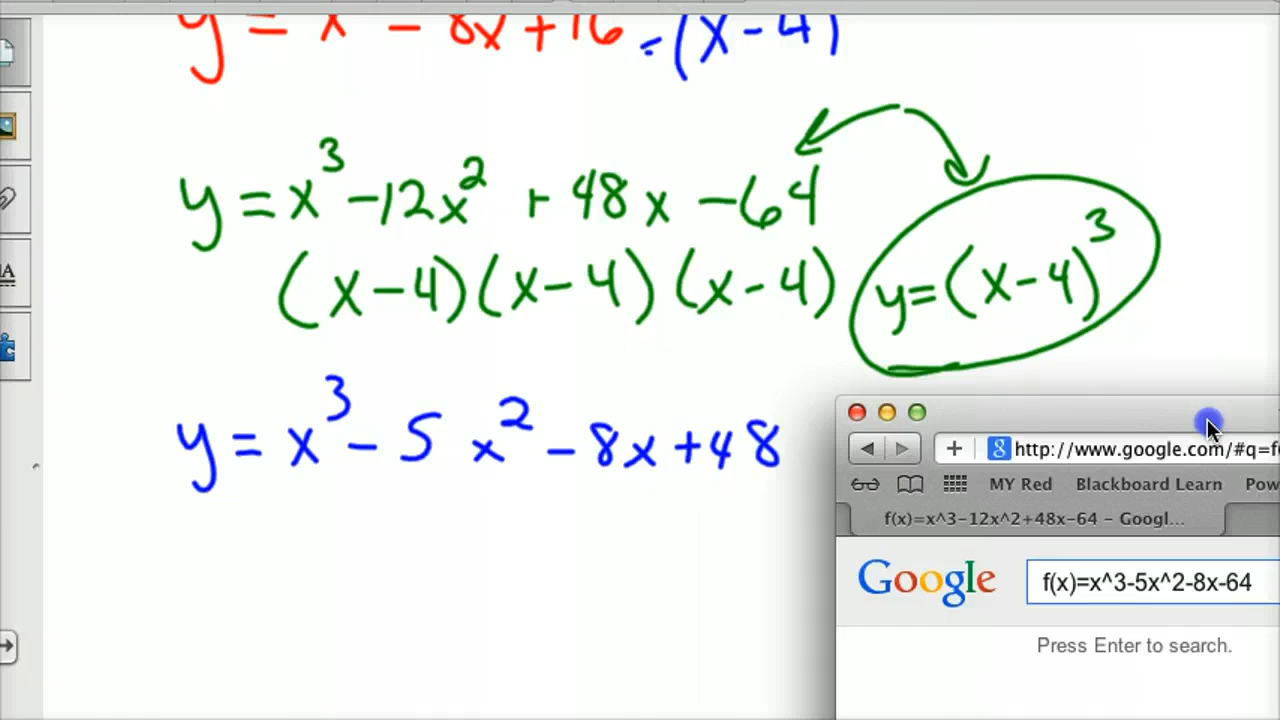 y = x - 8x + 16 = (x - 4)
y = x³ - 12x² + 48x - 64
(x - 4)(x - 4)(x - 4) y = (x - 4)³
y = x³ - 5x² - 8x + 48
+ http://www.google.com/#q=f
MY Red Blackboard Learn Pow
f(x)=x^3-12x^2+48x-64 - Googl...
Google f(x)=x^3-5x^2-8x-64
Press Enter to search.